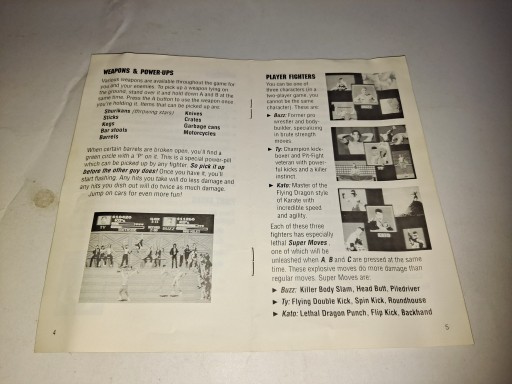 WEAPONS & POWER-UPS
Various weapons are available throughout the game for
you and your enemies. To pick up a weapon lying on
the ground, stand over it and hold down A and B at the
same time. Press the A button to use the weapon once
you're holding it. Items that can be picked up are:
Shurikens (throwing stars) Knives
Sticks Crates
Kegs Garbage cans
Bar stools Motorcycles
Barrels
When certain barrels are broken open, you'll find a
green circle with a "P" on it. This is a special power-pill
which can be picked up by any fighter. So pick it up
before the other guy does! Once you have it, you'll
start flashing. Any hits you take will do less damage and
any hits you dish out will do twice as much damage.
Jump on cars for even more fun!
TY
BUZZ
4
PLAYER FIGHTERS
You can be one of
three characters (in a
two-player game, you
cannot be the same
character). These are:
► Buzz: Former pro
wrestler and body-
builder, specializing
in brute strength
moves.
► Ty: Champion kick-
boxer and Pit-Fight
veteran with power-
ful kicks and a killer
instinct.
► Kato: Master of the
Flying Dragon style
of Karate with
incredible speed
and agility.
Each of these three
fighters has especially
lethal Super Moves,
one of which will be
unleashed when A, B and C are pressed at the same
time. These explosive moves do more damage than
regular moves. Super Moves are:
► Buzz: Killer Body Slam, Head Butt, Piledriver
► Ty: Flying Double Kick, Spin Kick, Roundhouse
► Kato: Lethal Dragon Punch, Flip Kick, Backhand
5